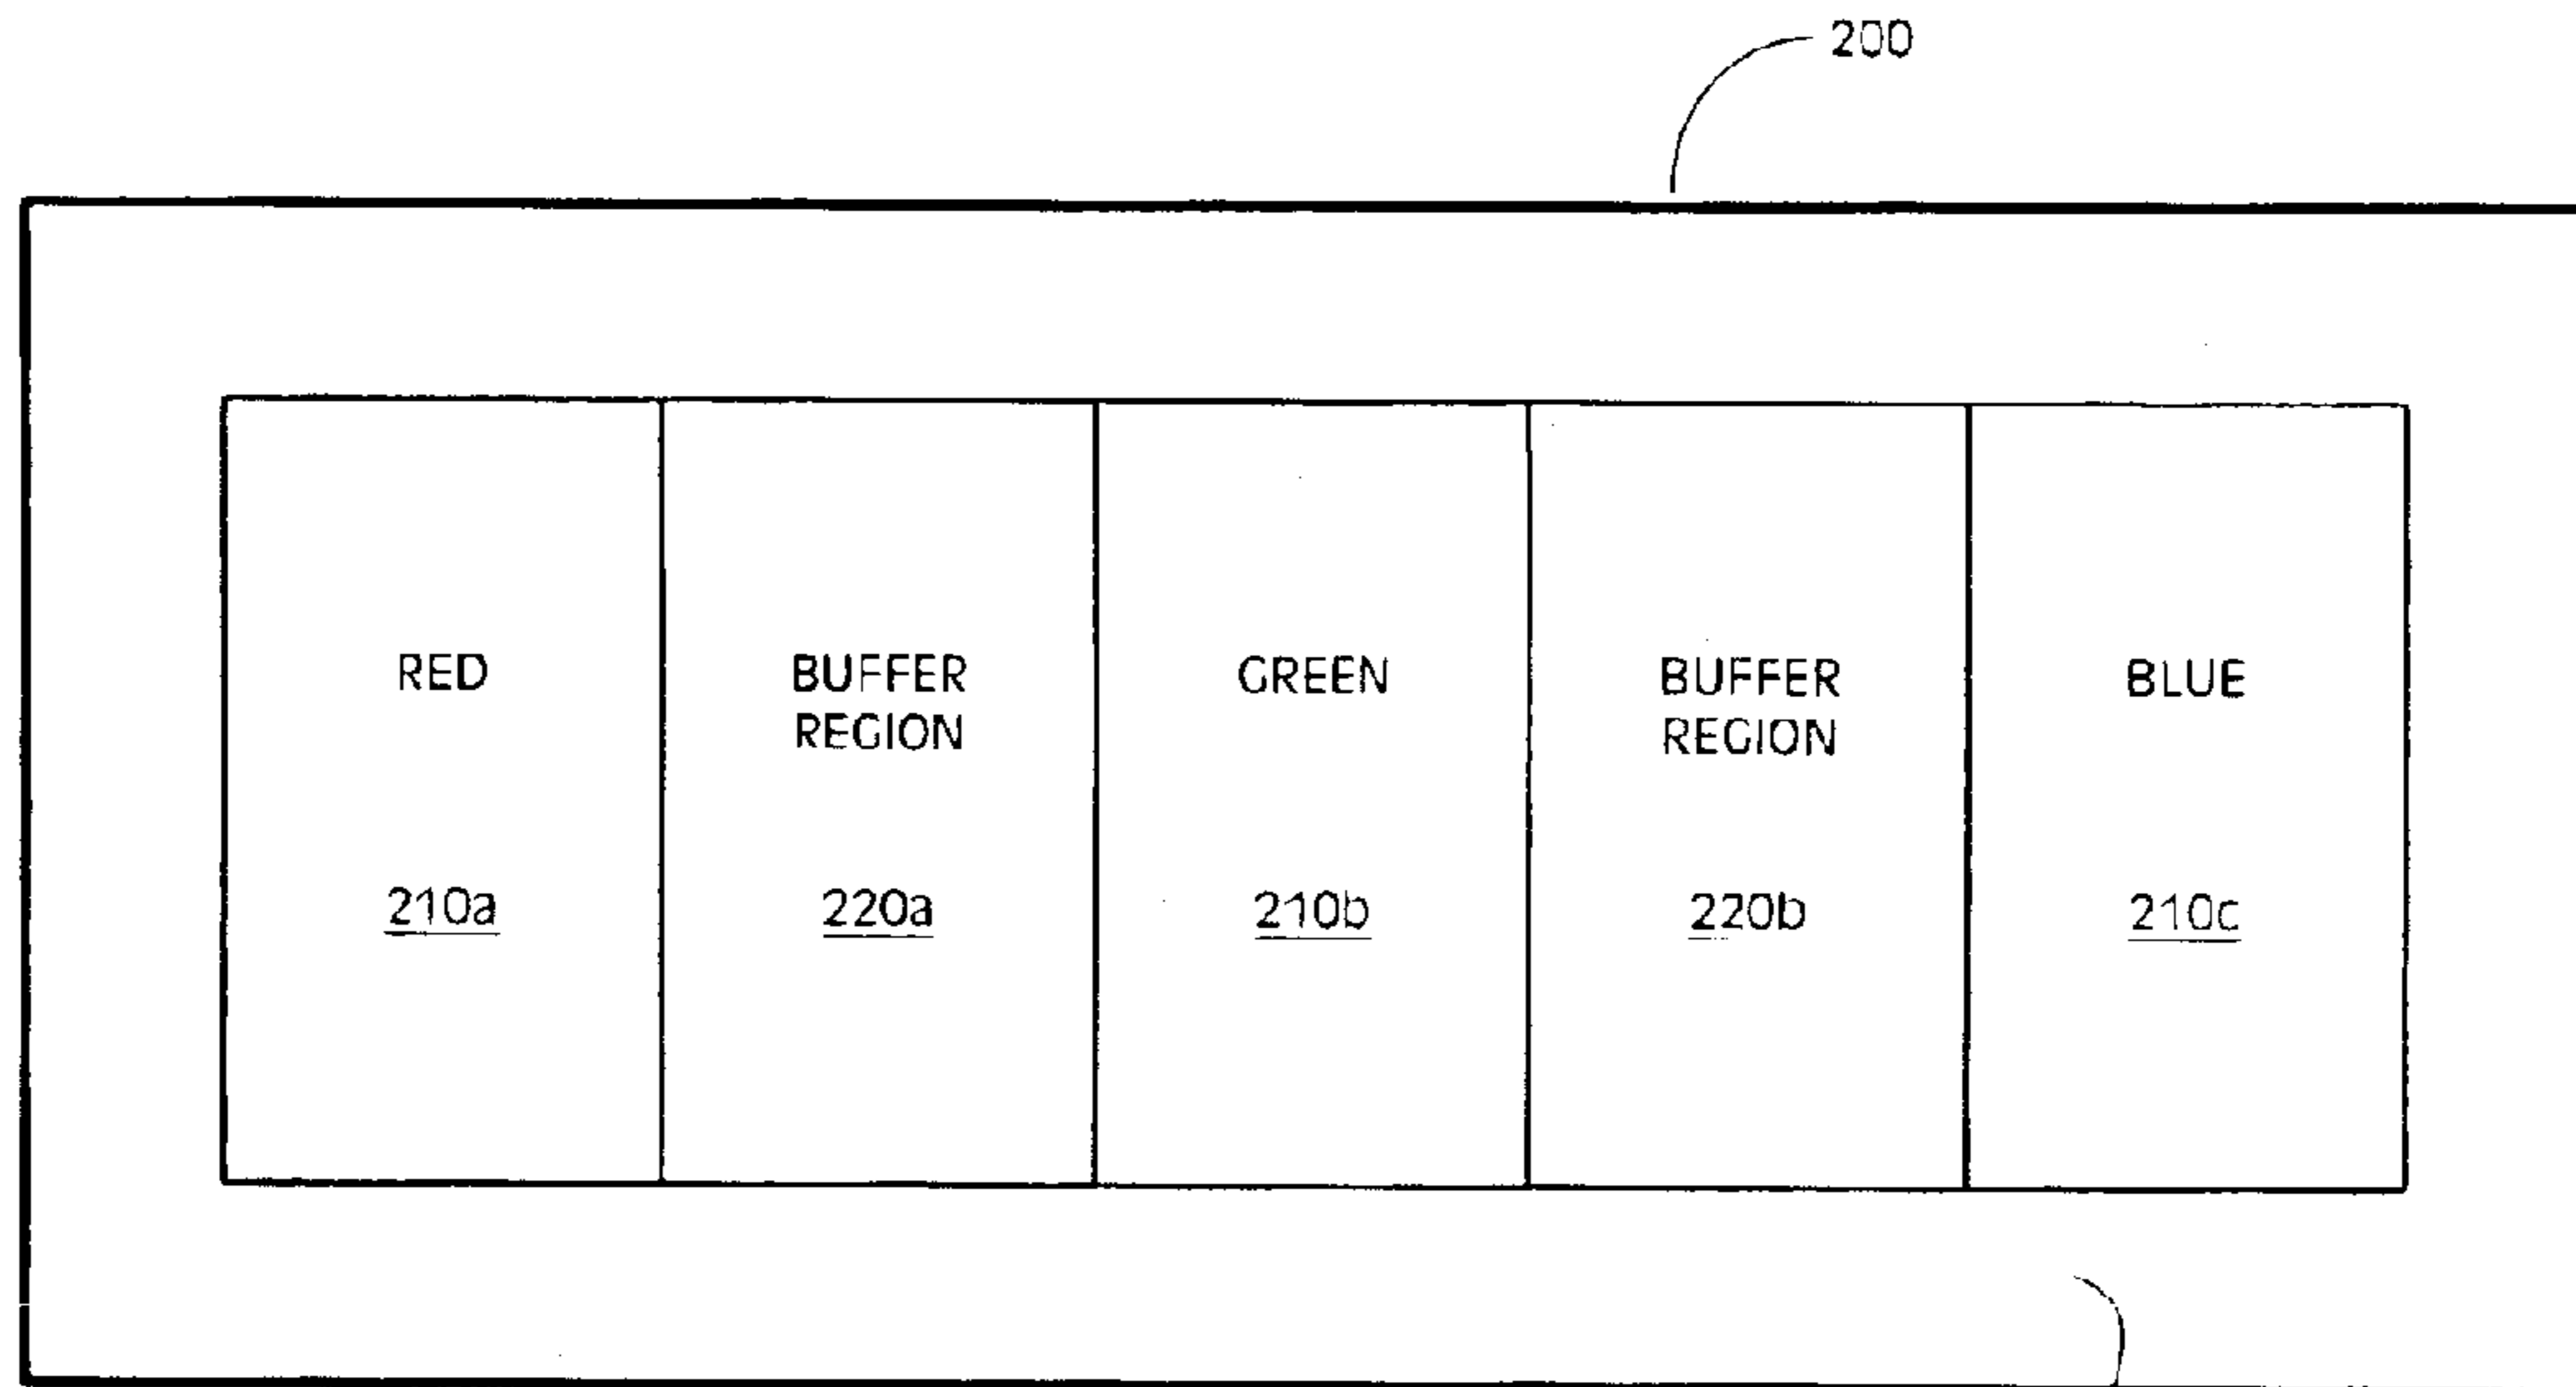 200
RED
BUFFER
REGION
GREEN
BUFFER
REGION
BLUE
210a
220a
210b
220b
210c